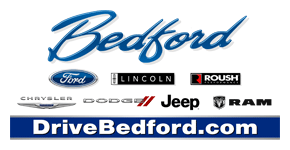 Bedford
Ford LINCOLN ROUSH
CHRYSLER DODGE Jeep RAM
DriveBedford.com